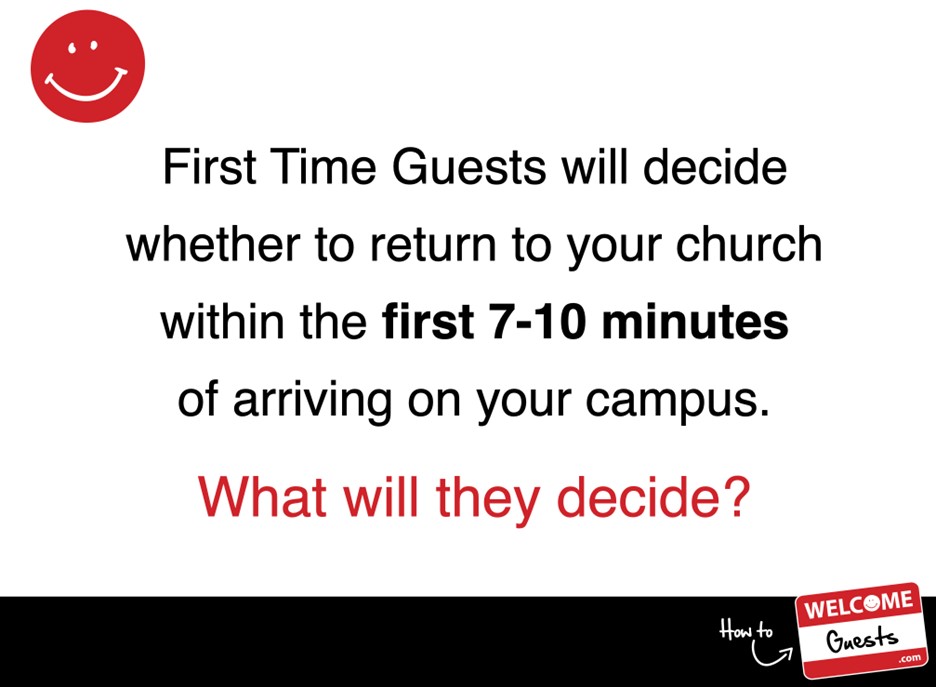 First Time Guests will decide
whether to return to your church
within the first 7-10 minutes
of arriving on your campus.
What will they decide?
How to
WELCOME
Guests
.com